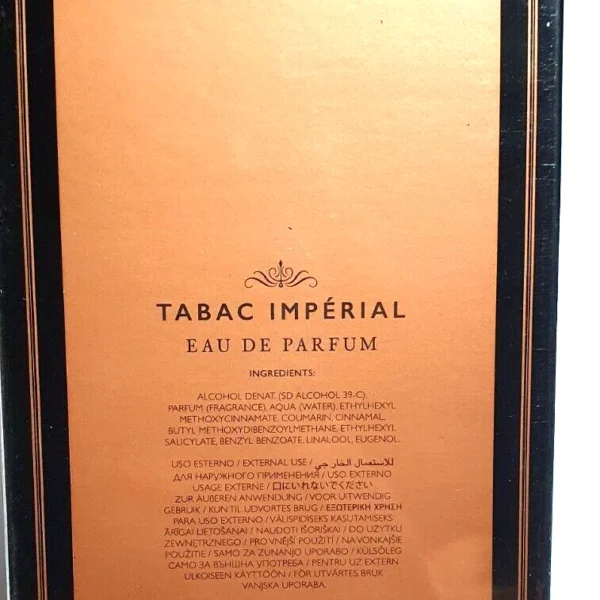 TABAC IMPÉRIAL
EAU DE PARFUM
INGREDIENTS:
ALCOHOL DENAT. (SD ALCOHOL 39-C),
PARFUM (FRAGRANCE), AQUA (WATER), ETHYLHEXYL
METHOXYCINNAMATE, COUMARIN, CINNAMAL,
BUTYL METHOXYDIBENZOYLMETHANE, ETHYLHEXYL
SALICYLATE, BENZYL BENZOATE, LINALOOL, EUGENOL.
USO ESTERNO / EXTERNAL USE / للاستعمال الخارجي
ДЛЯ НАРУЖНОГО ПРИМЕНЕНИЯ / USO EXTERNO
USAGE EXTERNE / 口にいれないでください
ZUR ÄUßEREN ANWENDUNG / VOOR UITWENDIG
GEBRUIK / KUN TIL UDVORTES BRUG / ΕΞΩΤΕΡΙΚΗ ΧΡΗΣΗ
PARA USO EXTERNO / VÄLISPIDISEKS KASUTAMISEKS
ĀRĪGAI LIETOŠANAI / NAUDOTI IŠORIŠKAI / DO UŻYTKU
ZEWNĘTRZNEGO / PRO VNĚJŠÍ POUŽITÍ / NA VONKAJŠIE
POUŽITIE / SAMO ZA ZUNANJO UPORABO / KÜLSŐLEG
САМО ЗА ВЪНШНА УПОТРЕБА / PENTRU UZ EXTERN
ULKOISEEN KÄYTTÖÖN / FÖR UTVÄRTES BRUK
VANJSKA UPORABA.